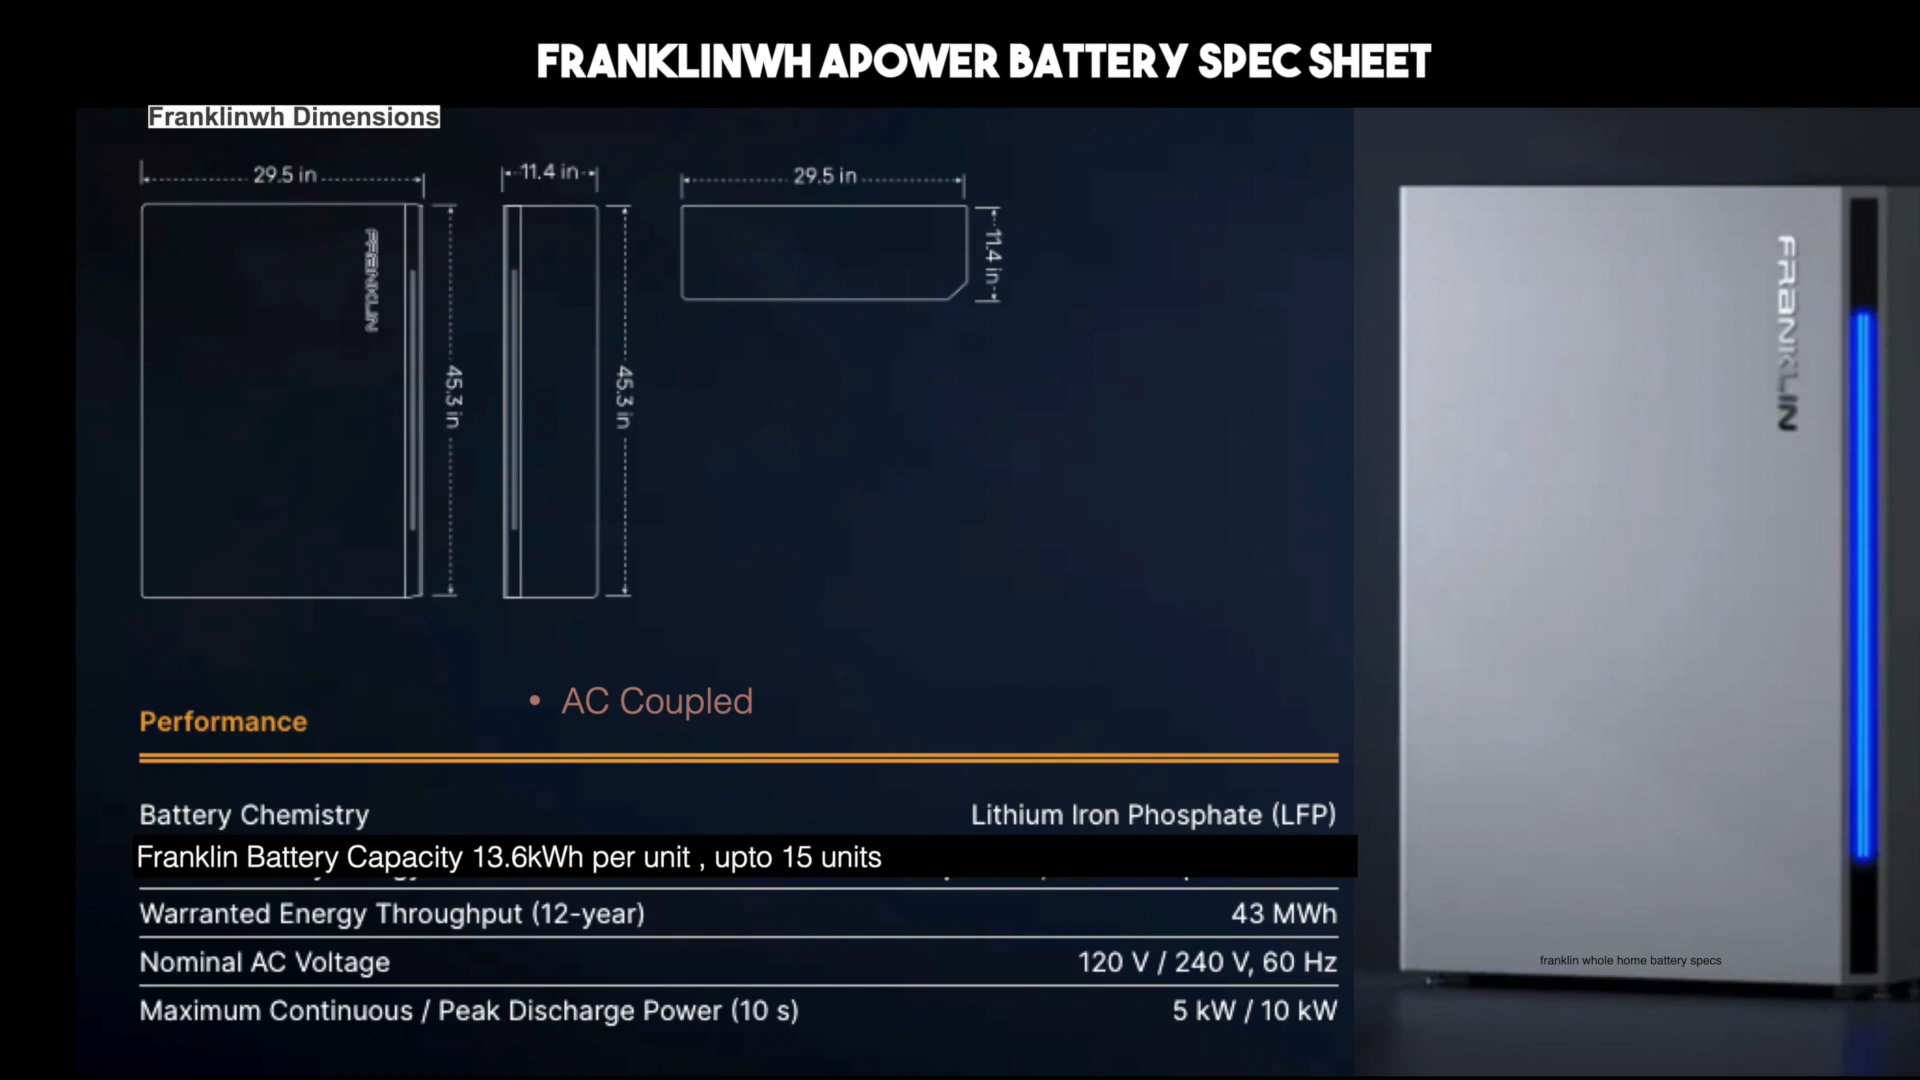 FRANKLINWH APOWER BATTERY SPEC SHEET
Franklinwh Dimensions
29.5 in
11.4 in
29.5 in
FRANKLIN
45.3 in
45.3 in
11.4 in
FRANKLIN
• AC Coupled
Performance
Battery Chemistry Lithium Iron Phosphate (LFP)
Franklin Battery Capacity 13.6kWh per unit , upto 15 units
Warranted Energy Throughput (12-year) 43 MWh
Nominal AC Voltage 120 V / 240 V, 60 Hz
Maximum Continuous / Peak Discharge Power (10 s) 5 kW / 10 kW
franklin whole home battery specs